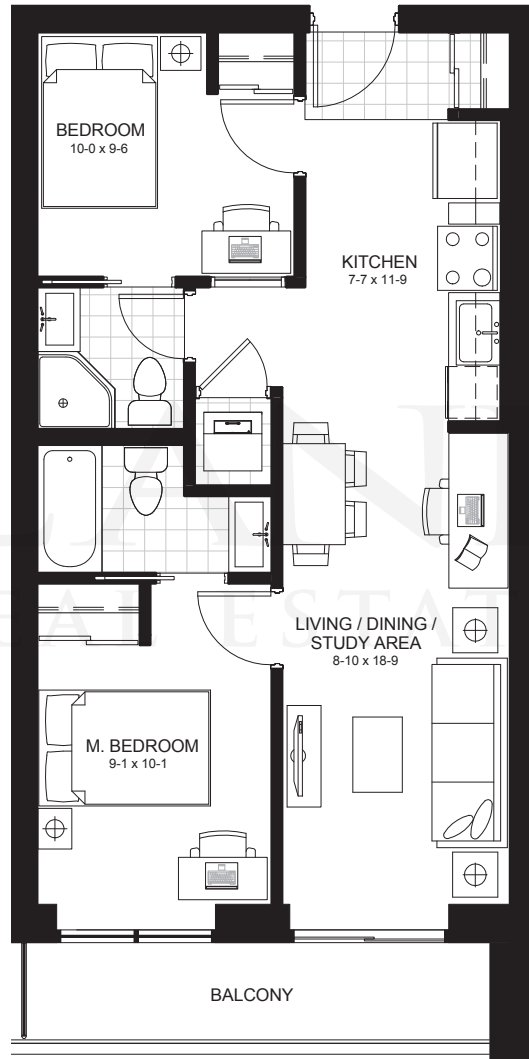 BEDROOM
10-0 x 9-6
KITCHEN
7-7 x 11-9
LIVING / DINING /
STUDY AREA
8-10 x 18-9
M. BEDROOM
9-1 x 10-1
BALCONY